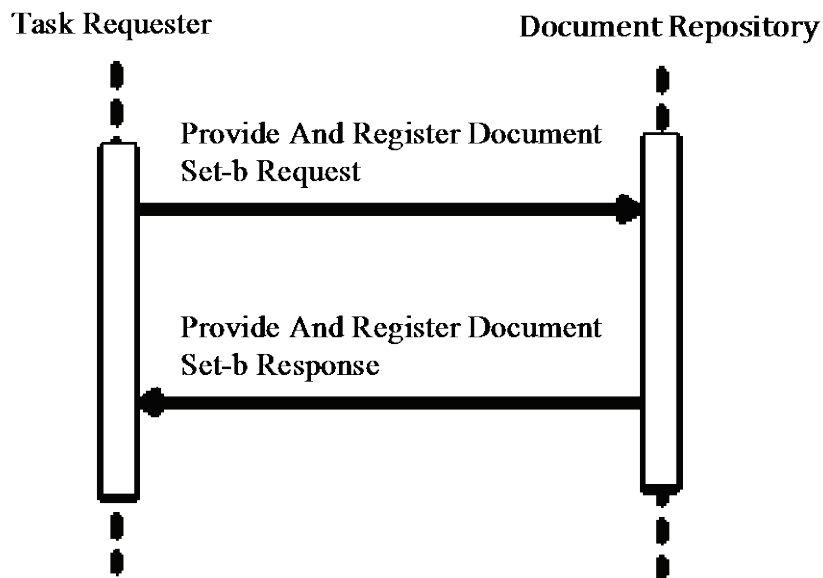 Task Requester
Document Repository
Provide And Register Document
Set-b Request
Provide And Register Document
Set-b Response